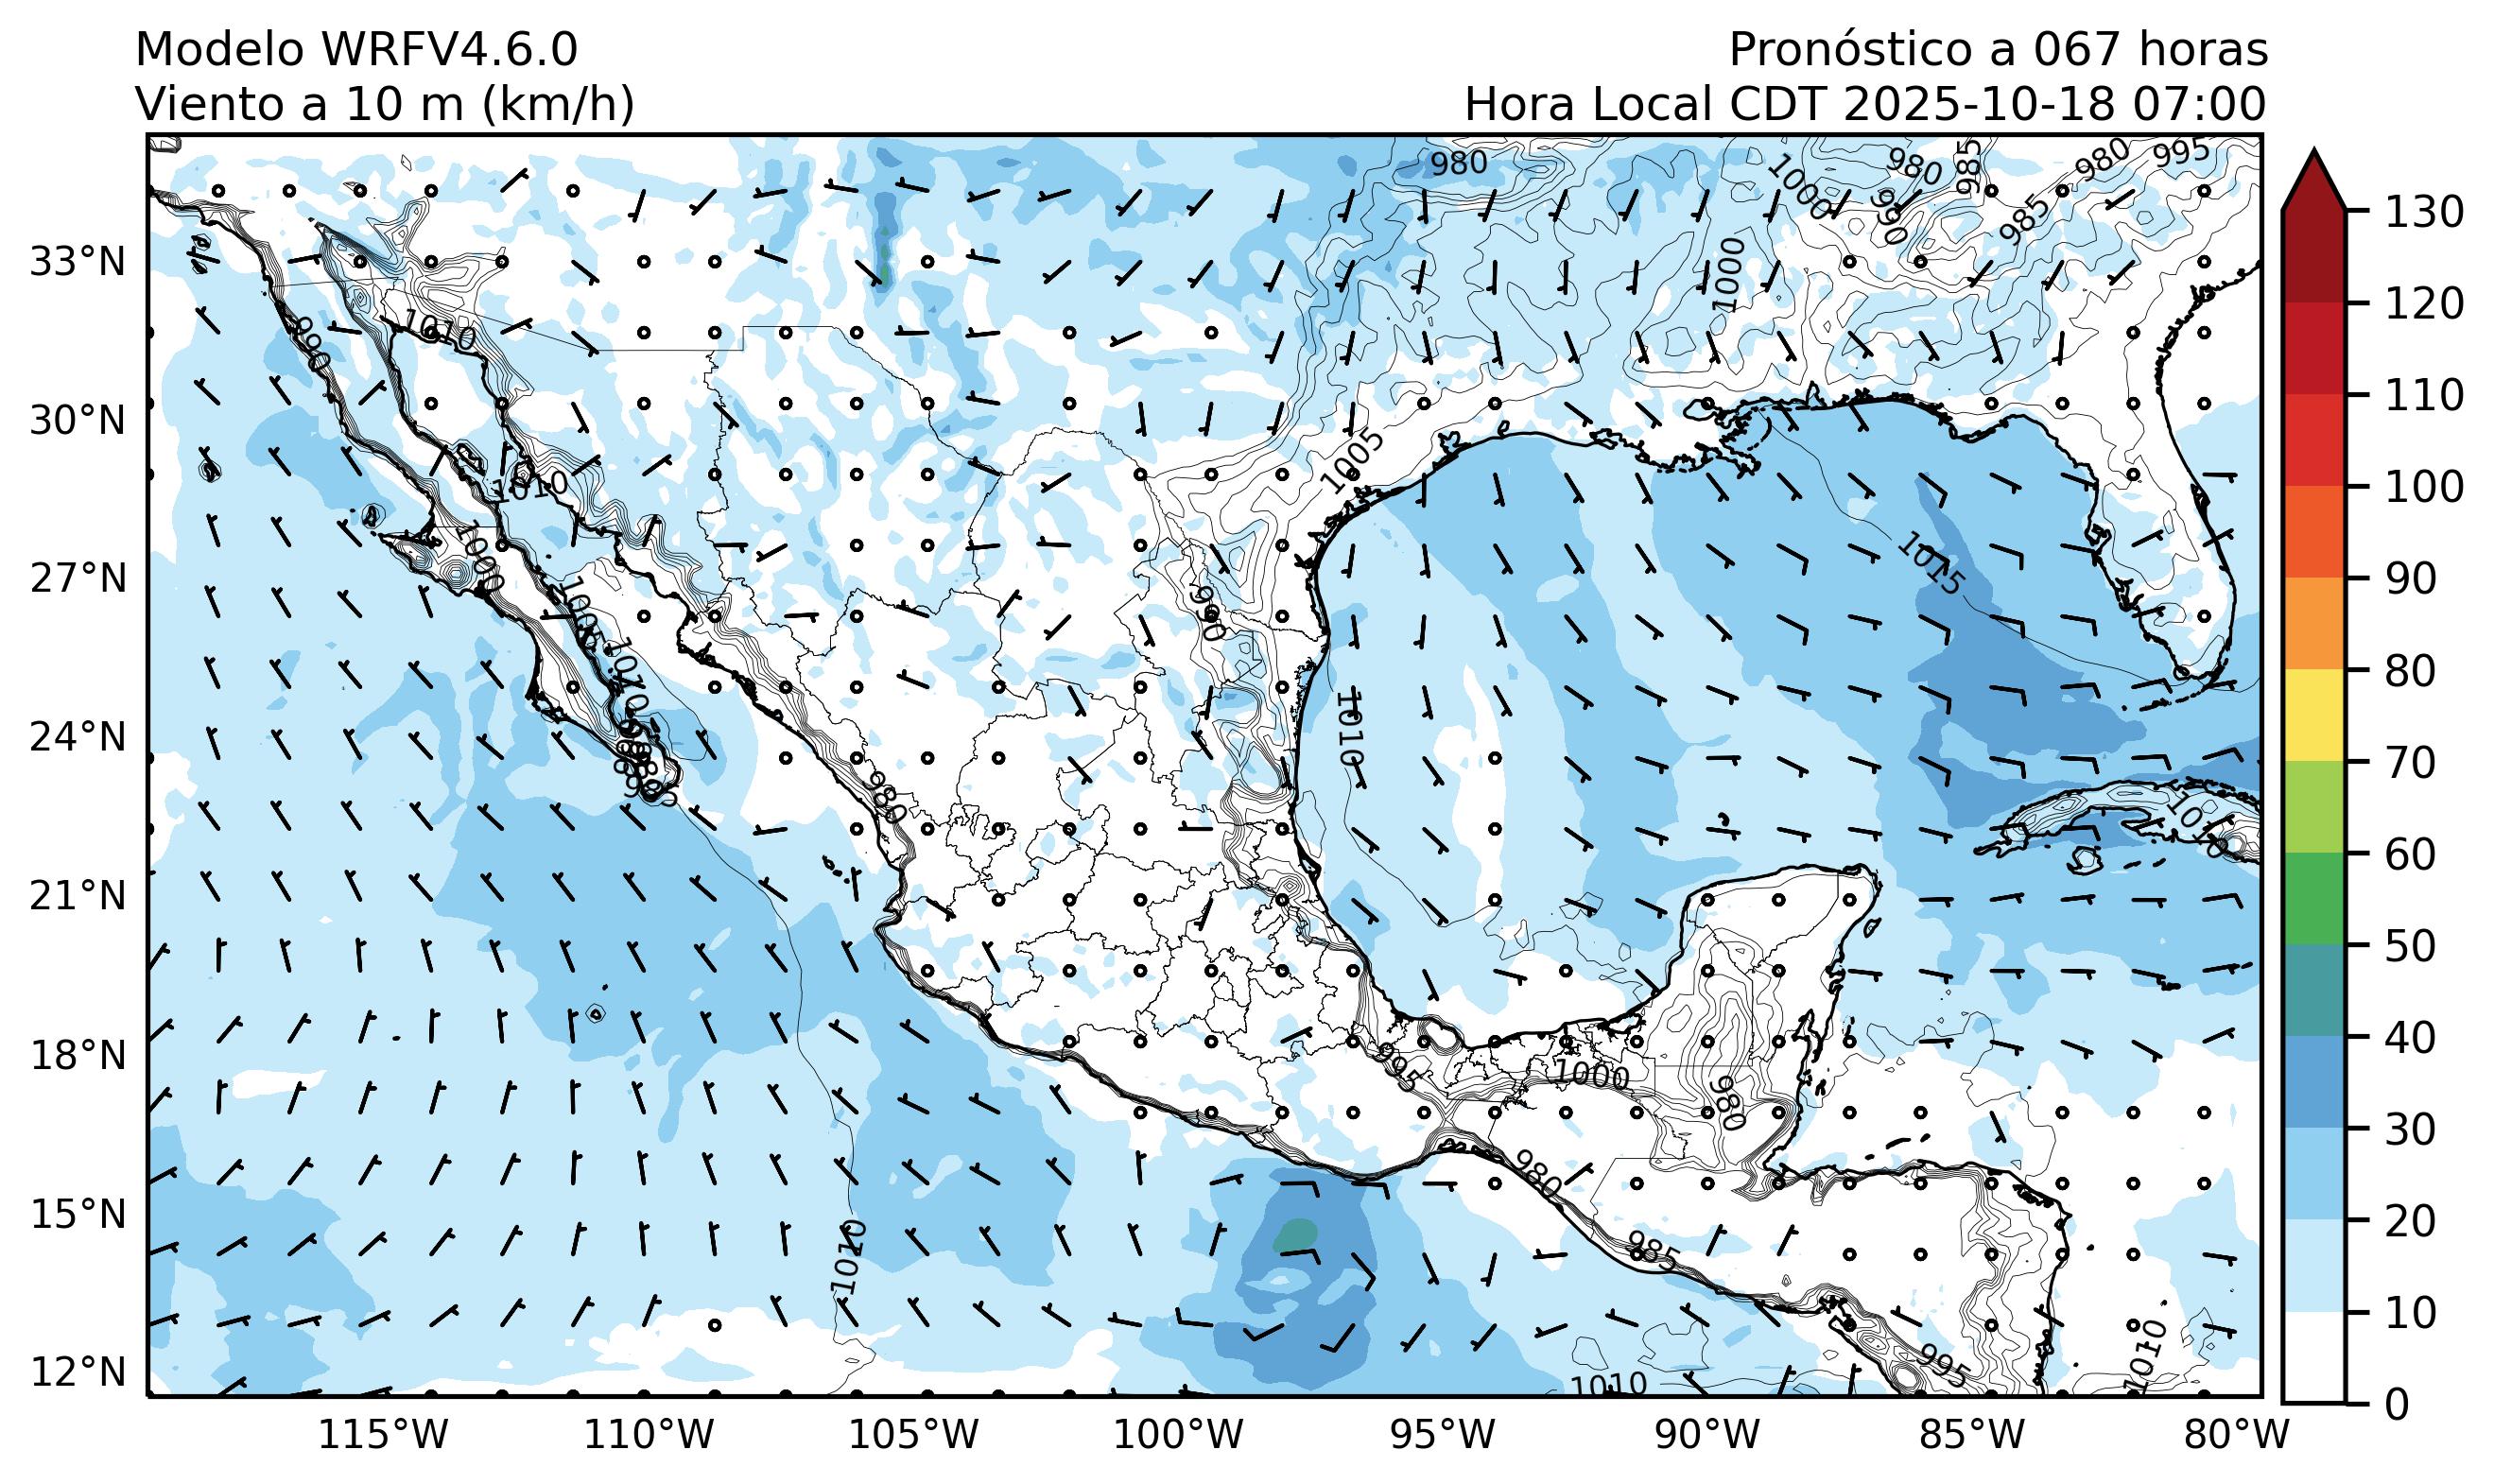 Modelo WRFV4.6.0
Pronóstico a 067 horas
Viento a 10 m (km/h)
Hora Local CDT 2025-10-18 07:00
980
1000
980
985
980
995
990
985
1000
33°N
990
1010
30°N
1005
1010
1015
27°N
1000
1005
990
1010
1010
24°N
980
1010
21°N
995
1000
980
18°N
980
15°N
985
1010
995
1010
1010
12°N
115°W
110°W
105°W
100°W
95°W
90°W
85°W
80°W
130
120
110
100
90
80
70
60
50
40
30
20
10
0